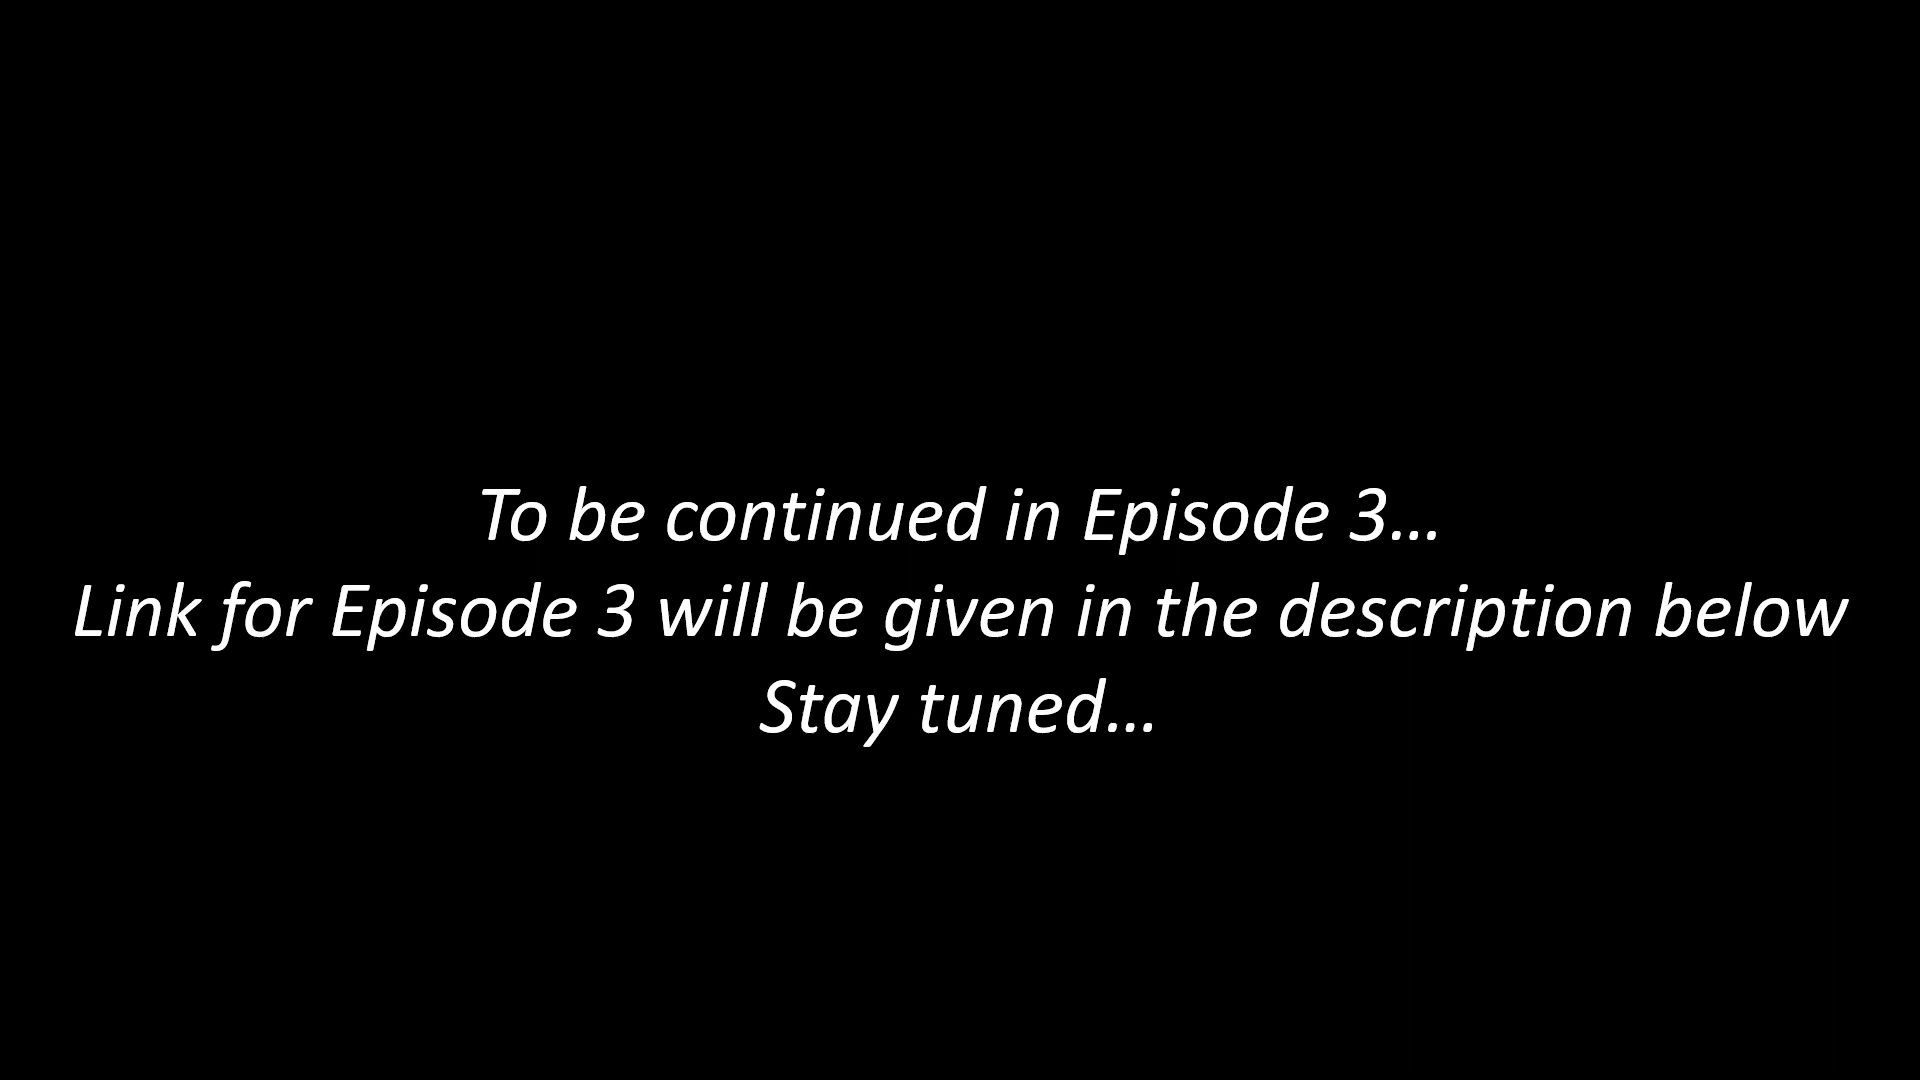 To be continued in Episode 3...
Link for Episode 3 will be given in the description below
Stay tuned...